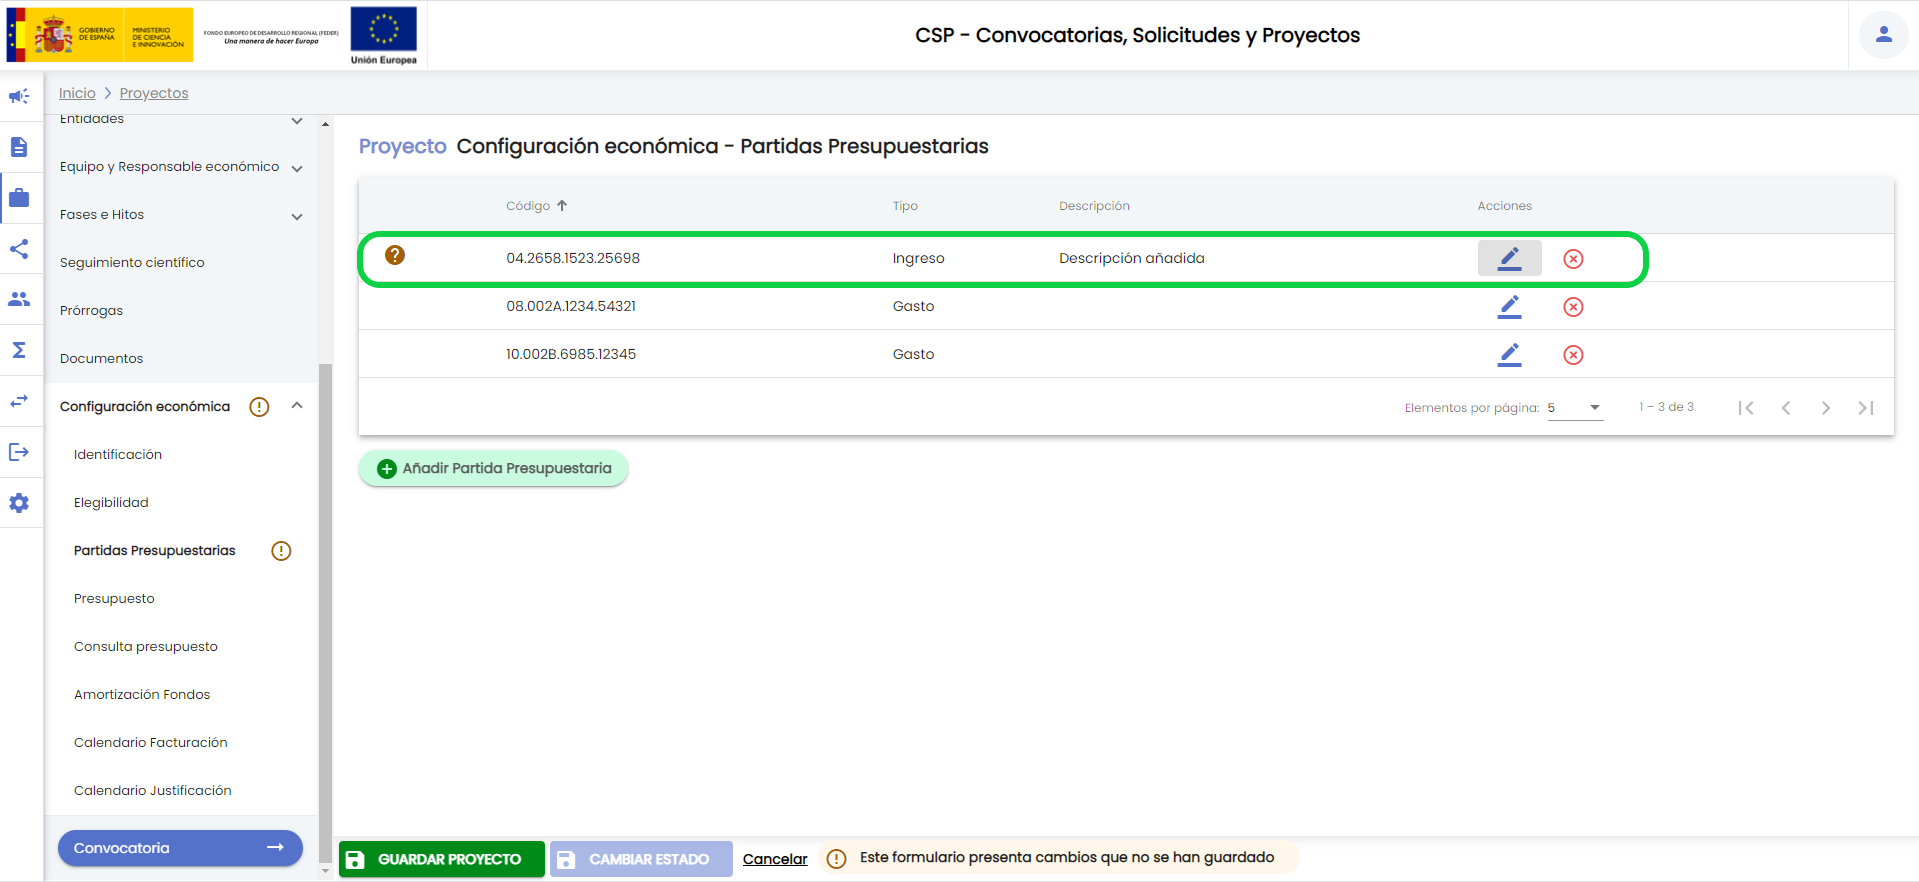 GOBIERNO
DE ESPAÑA
MINISTERIO
DE CIENCIA
E INNOVACIÓN
FONDO EUROPEO DE DESARROLLO REGIONAL (FEDER)
Una manera de hacer Europa
Unión Europea
CSP - Convocatorias, Solicitudes y Proyectos
Inicio > Proyectos
Entidades
Equipo y Responsable económico
Fases e Hitos
Seguimiento científico
Prórrogas
Documentos
Configuración económica
Identificación
Elegibilidad
Partidas Presupuestarias
Presupuesto
Consulta presupuesto
Amortización Fondos
Calendario Facturación
Calendario Justificación
Convocatoria
Proyecto Configuración económica - Partidas Presupuestarias
Código Tipo Descripción Acciones
04.2658.1523.25698 Ingreso Descripción añadida
08.002A.1234.54321 Gasto
10.002B.6985.12345 Gasto
Elementos por página: 5 1 – 3 de 3
Añadir Partida Presupuestaria
GUARDAR PROYECTO CAMBIAR ESTADO Cancelar Este formulario presenta cambios que no se han guardado